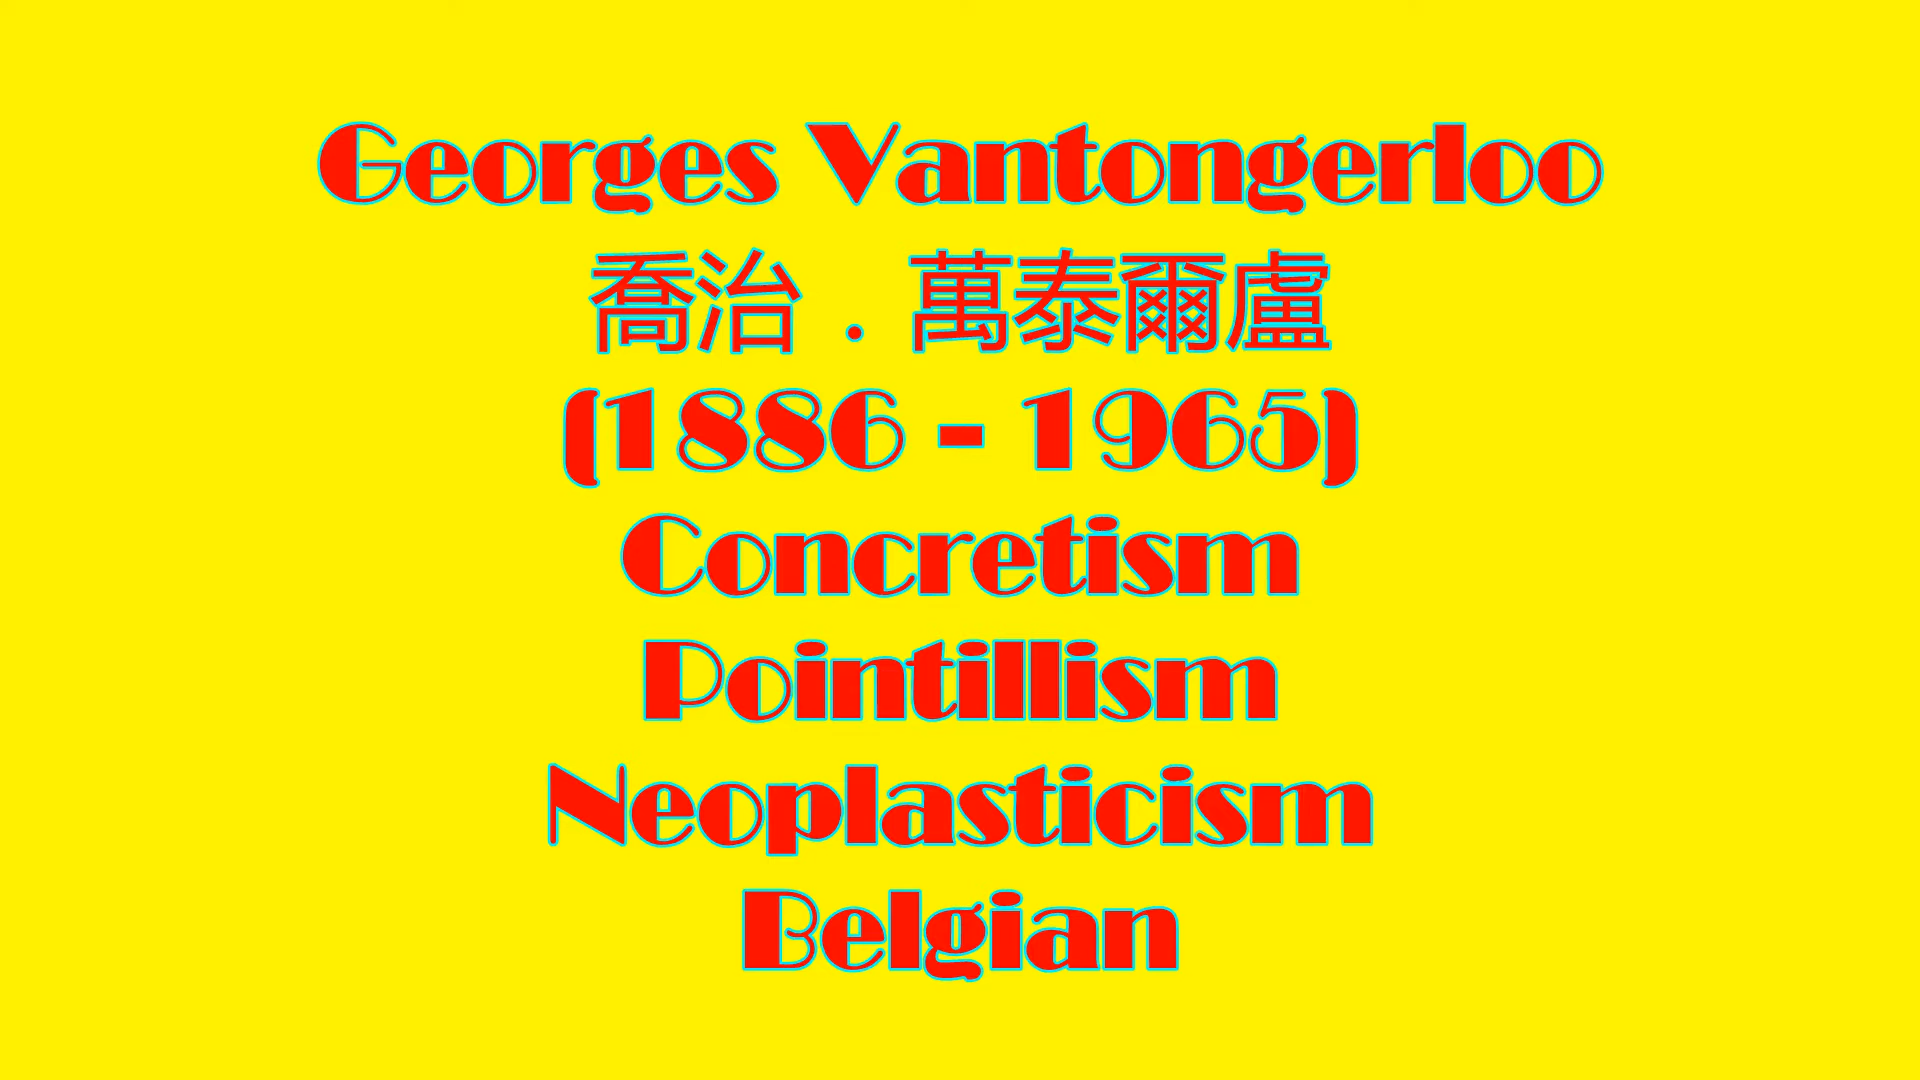 Georges Vantongerloo
喬治．萬泰爾盧
(1886 - 1965)
Concretism
Pointillism
Neoplasticism
Belgian